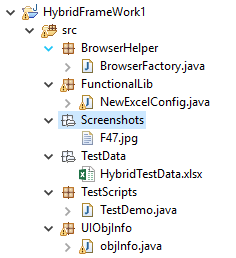 HybridFrameWork1
src
BrowserHelper
BrowserFactory.java
FunctionalLib
NewExcelConfig.java
Screenshots
F47.jpg
TestData
HybridTestData.xlsx
TestScripts
TestDemo.java
UIObjInfo
objInfo.java